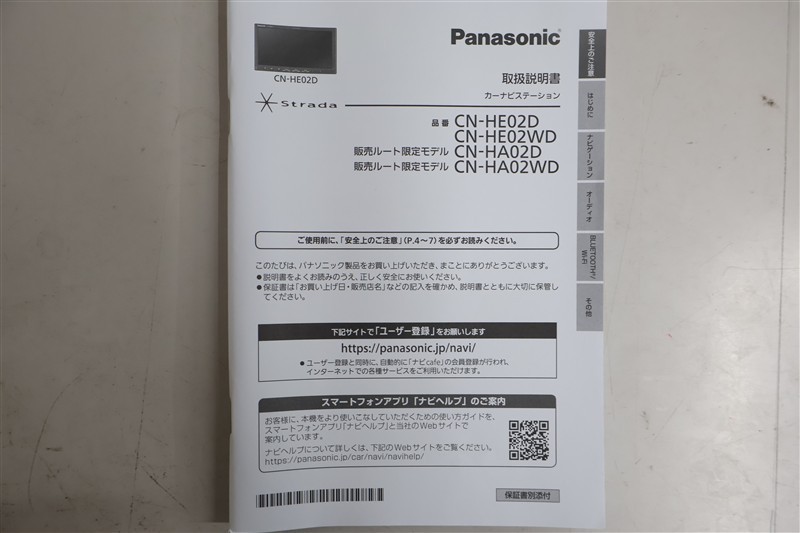 Panasonic
CN-HE02D
取扱説明書
カーナビステーション
Strada
品番 CN-HE02D
CN-HE02WD
販売ルート限定モデル CN-HA02D
販売ルート限定モデル CN-HA02WD
ご使用前に、「安全上のご注意」(P.4～7)を必ずお読みください。
このたびは、パナソニック製品をお買い上げいただき、まことにありがとうございます。
●説明書をよくお読みのうえ、正しく安全にお使いください。
●保証書は「お買い上げ日・販売店名」などの記入を確かめ、説明書とともに大切に保管し
てください。
下記サイトで「ユーザー登録」をお願いします
https://panasonic.jp/navi/
●ユーザー登録と同時に、自動的に「ナビcafe」の会員登録が行われ、
インターネットでの各種サービスをご利用いただけます。
スマートフォンアプリ「ナビヘルプ」のご案内
お客様に、本機をより使いこなしていただくための使い方ガイドを、
スマートフォンアプリ「ナビヘルプ」と当社のWebサイトで
案内しています。
ナビヘルプについて詳しくは、下記のWebサイトをご覧ください。
https://panasonic.jp/car/navi/navihelp/
保証書別添付
安全上のご注意
はじめに
ナビゲーション
オーディオ
BLUETOOTH/
Wi-Fi
その他